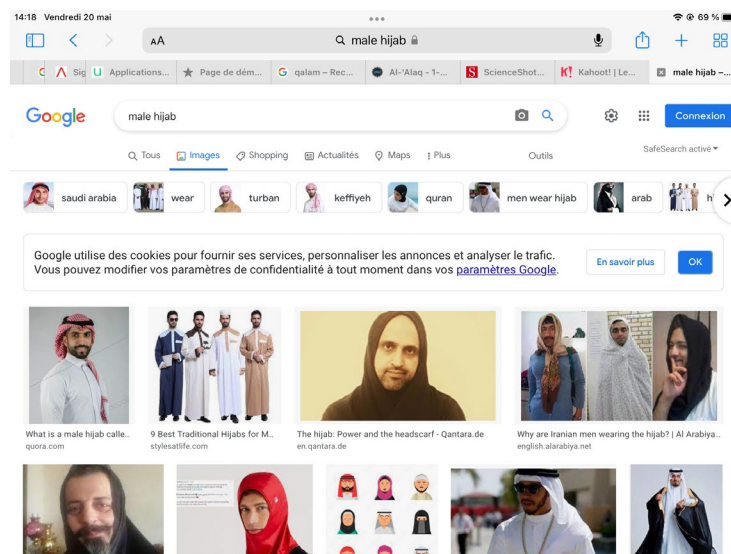 14:18 Vendredi 20 mai
69 %
AA
male hijab
Sig
Applications...
Page de dém...
qalam – Rec...
Al-'Alaq - 1-...
ScienceShot...
Kahoot! | Le...
male hijab –...
Google
male hijab
Connexion
Tous
Images
Shopping
Actualités
Maps
Plus
Outils
SafeSearch activé
saudi arabia
wear
turban
keffiyeh
quran
men wear hijab
arab
h
Google utilise des cookies pour fournir ses services, personnaliser les annonces et analyser le trafic.
Vous pouvez modifier vos paramètres de confidentialité à tout moment dans vos paramètres Google.
En savoir plus
OK
What is a male hijab calle..
quora.com
9 Best Traditional Hijabs for M..
stylesatlife.com
The hijab: Power and the headscarf - Qantara.de
en.qantara.de
Why are Iranian men wearing the hijab? | Al Arabiya..
english.alarabiya.net